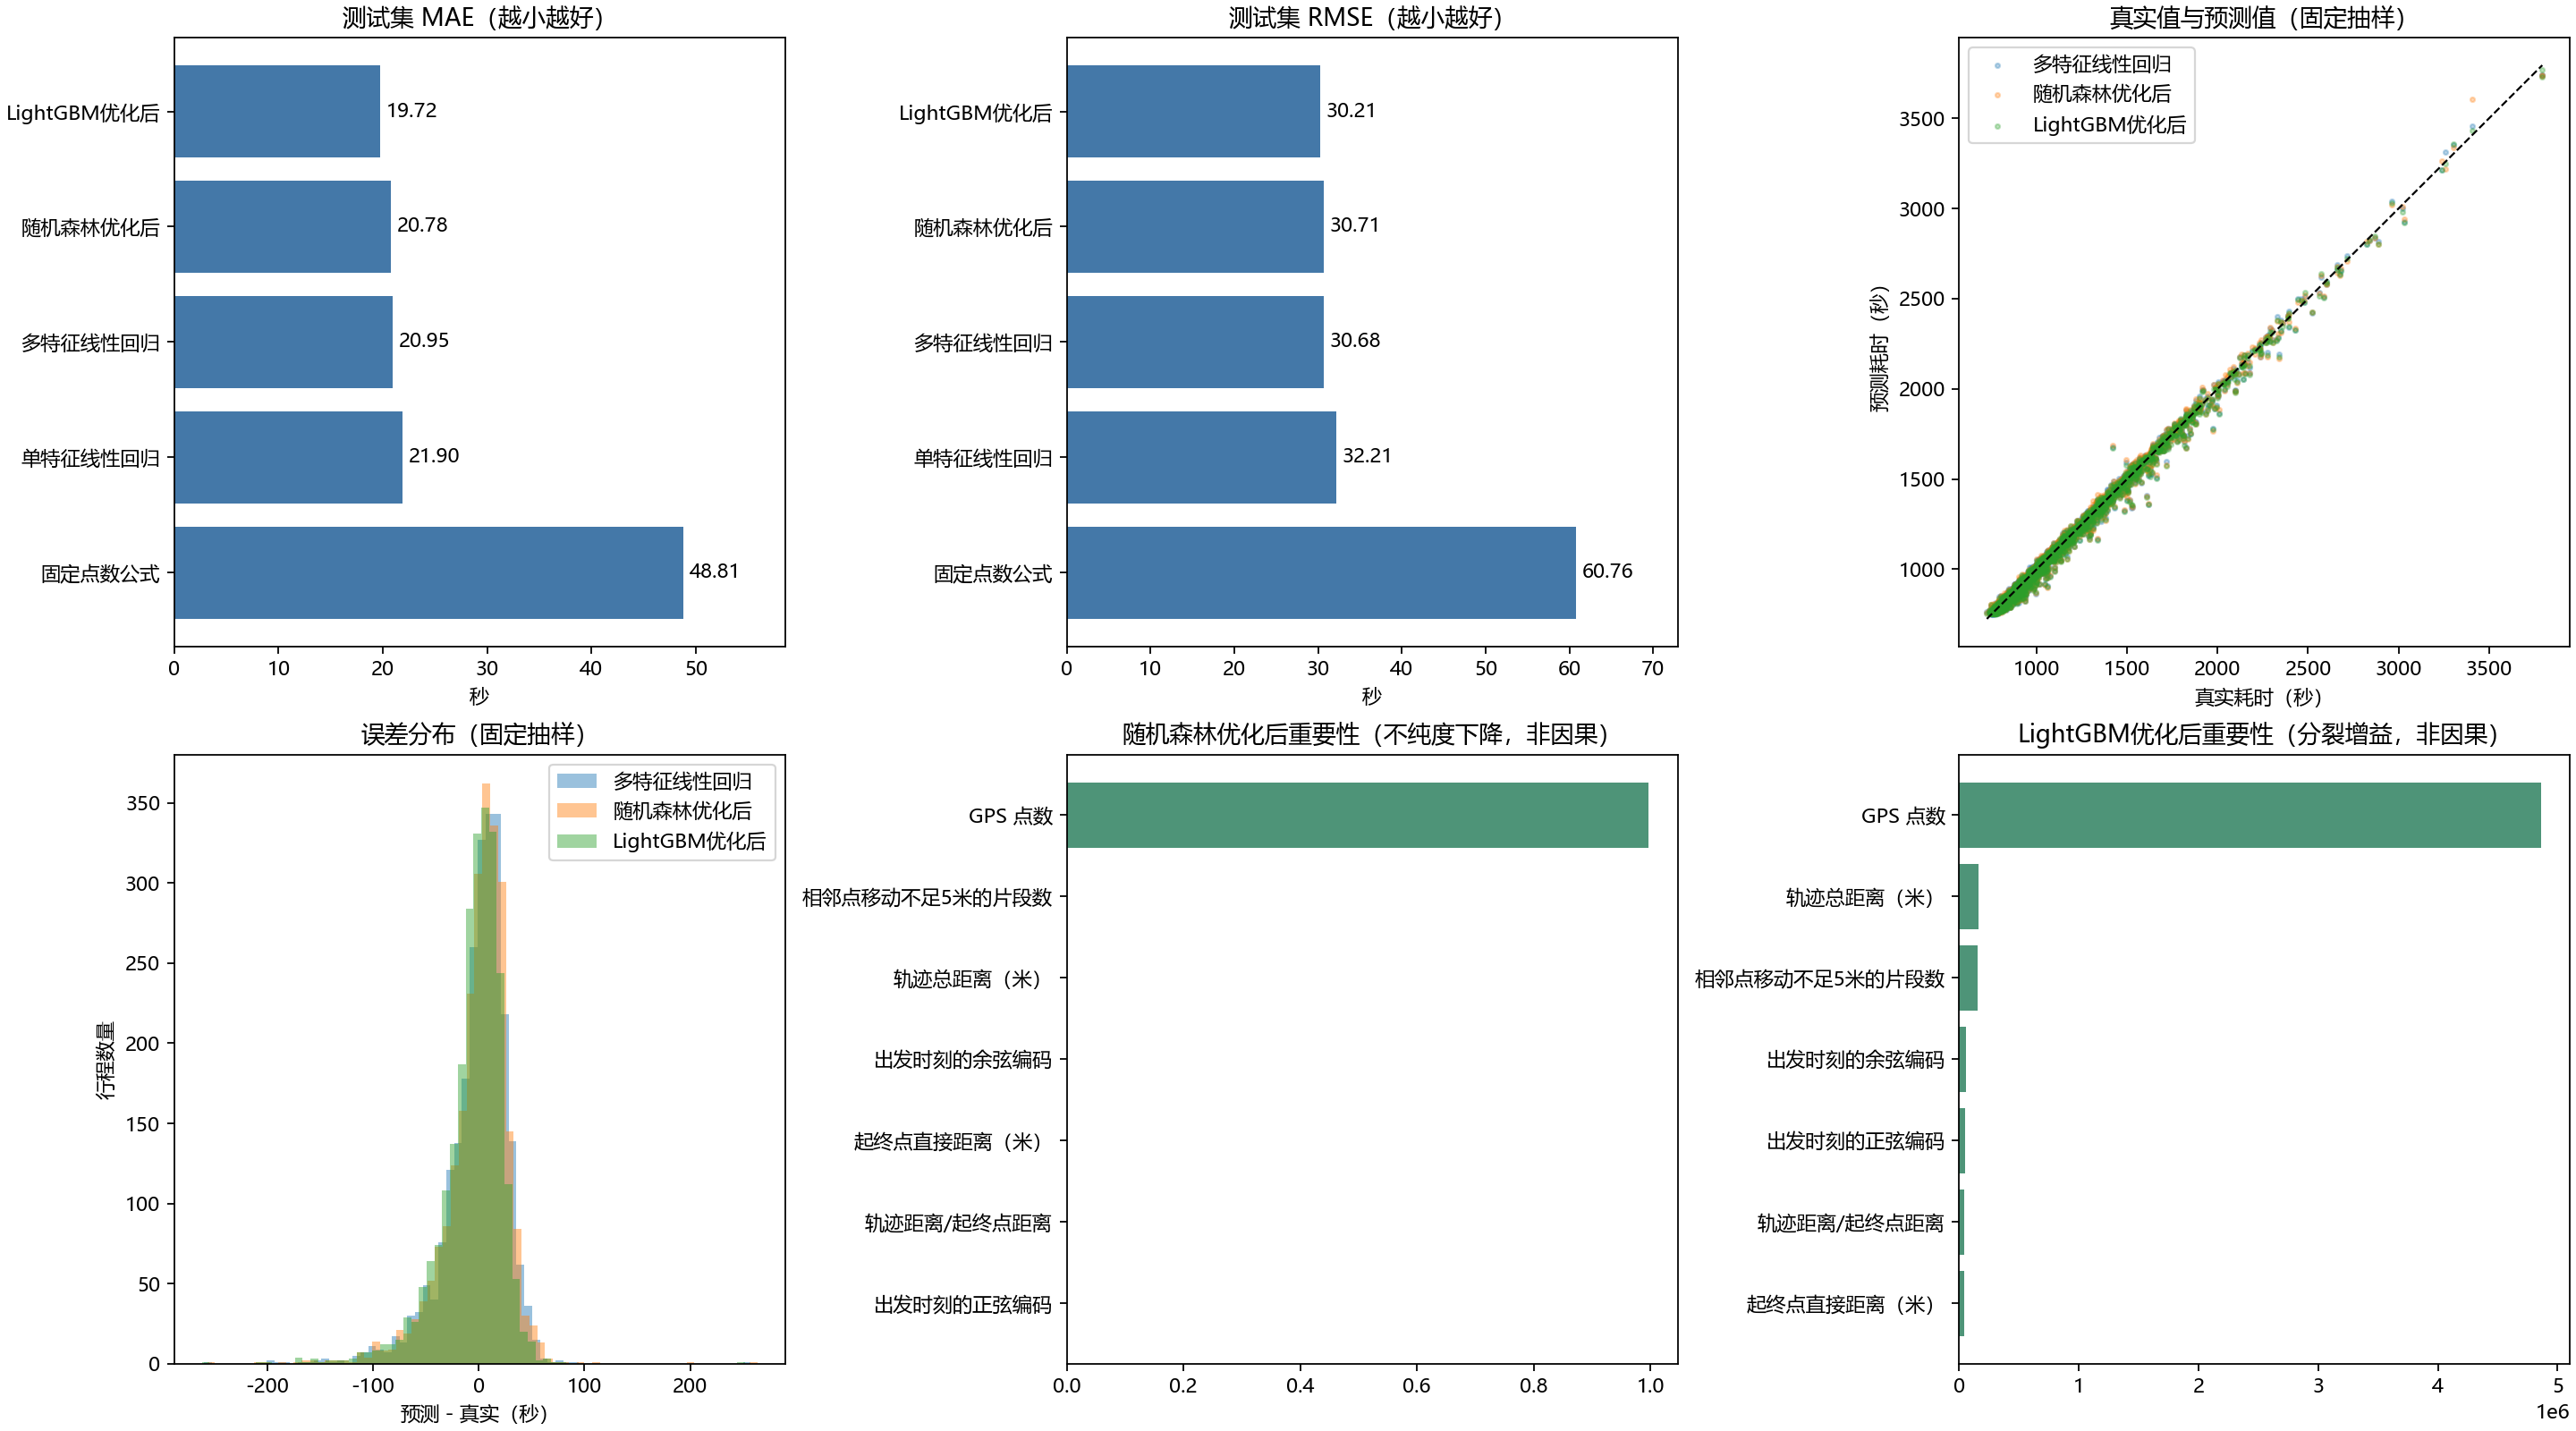 测试集 MAE（越小越好）
LightGBM优化后
随机森林优化后
多特征线性回归
单特征线性回归
固定点数公式
19.72
20.78
20.95
21.90
48.81
0 10 20 30 40 50
秒
测试集 RMSE（越小越好）
LightGBM优化后
随机森林优化后
多特征线性回归
单特征线性回归
固定点数公式
30.21
30.71
30.68
32.21
60.76
0 10 20 30 40 50 60 70
秒
真实值与预测值（固定抽样）
多特征线性回归
随机森林优化后
LightGBM优化后
预测耗时（秒）
3500
3000
2500
2000
1500
1000
1000 1500 2000 2500 3000 3500
真实耗时（秒）
误差分布（固定抽样）
多特征线性回归
随机森林优化后
LightGBM优化后
行程数量
350
300
250
200
150
100
50
0
-200 -100 0 100 200
预测 - 真实（秒）
随机森林优化后重要性（不纯度下降，非因果）
GPS 点数
相邻点移动不足5米的片段数
轨迹总距离（米）
出发时刻的余弦编码
起终点直接距离（米）
轨迹距离/起终点距离
出发时刻的正弦编码
0.0 0.2 0.4 0.6 0.8 1.0
LightGBM优化后重要性（分裂增益，非因果）
GPS 点数
轨迹总距离（米）
相邻点移动不足5米的片段数
出发时刻的余弦编码
出发时刻的正弦编码
轨迹距离/起终点距离
起终点直接距离（米）
0 1 2 3 4 5
1e6